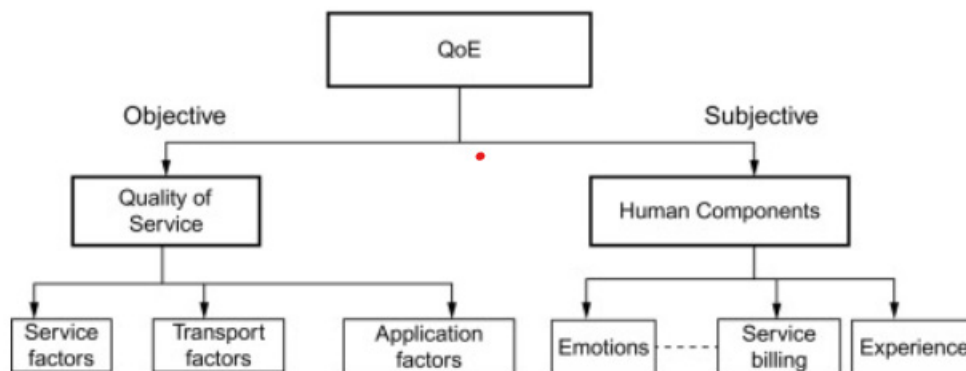 QoE
Objective
Subjective
Quality of
Service
Human Components
Service
factors
Transport
factors
Application
factors
Emotions
Service
billing
Experience